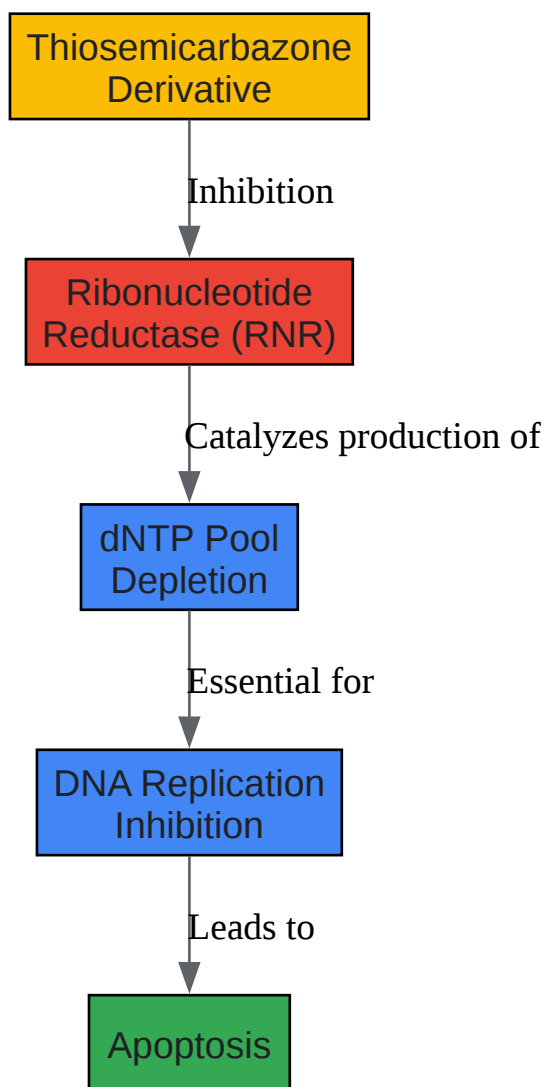 Thiosemicarbazone
Derivative
Inhibition
Ribonucleotide
Reductase (RNR)
Catalyzes production of
dNTP Pool
Depletion
Essential for
DNA Replication
Inhibition
Leads to
Apoptosis